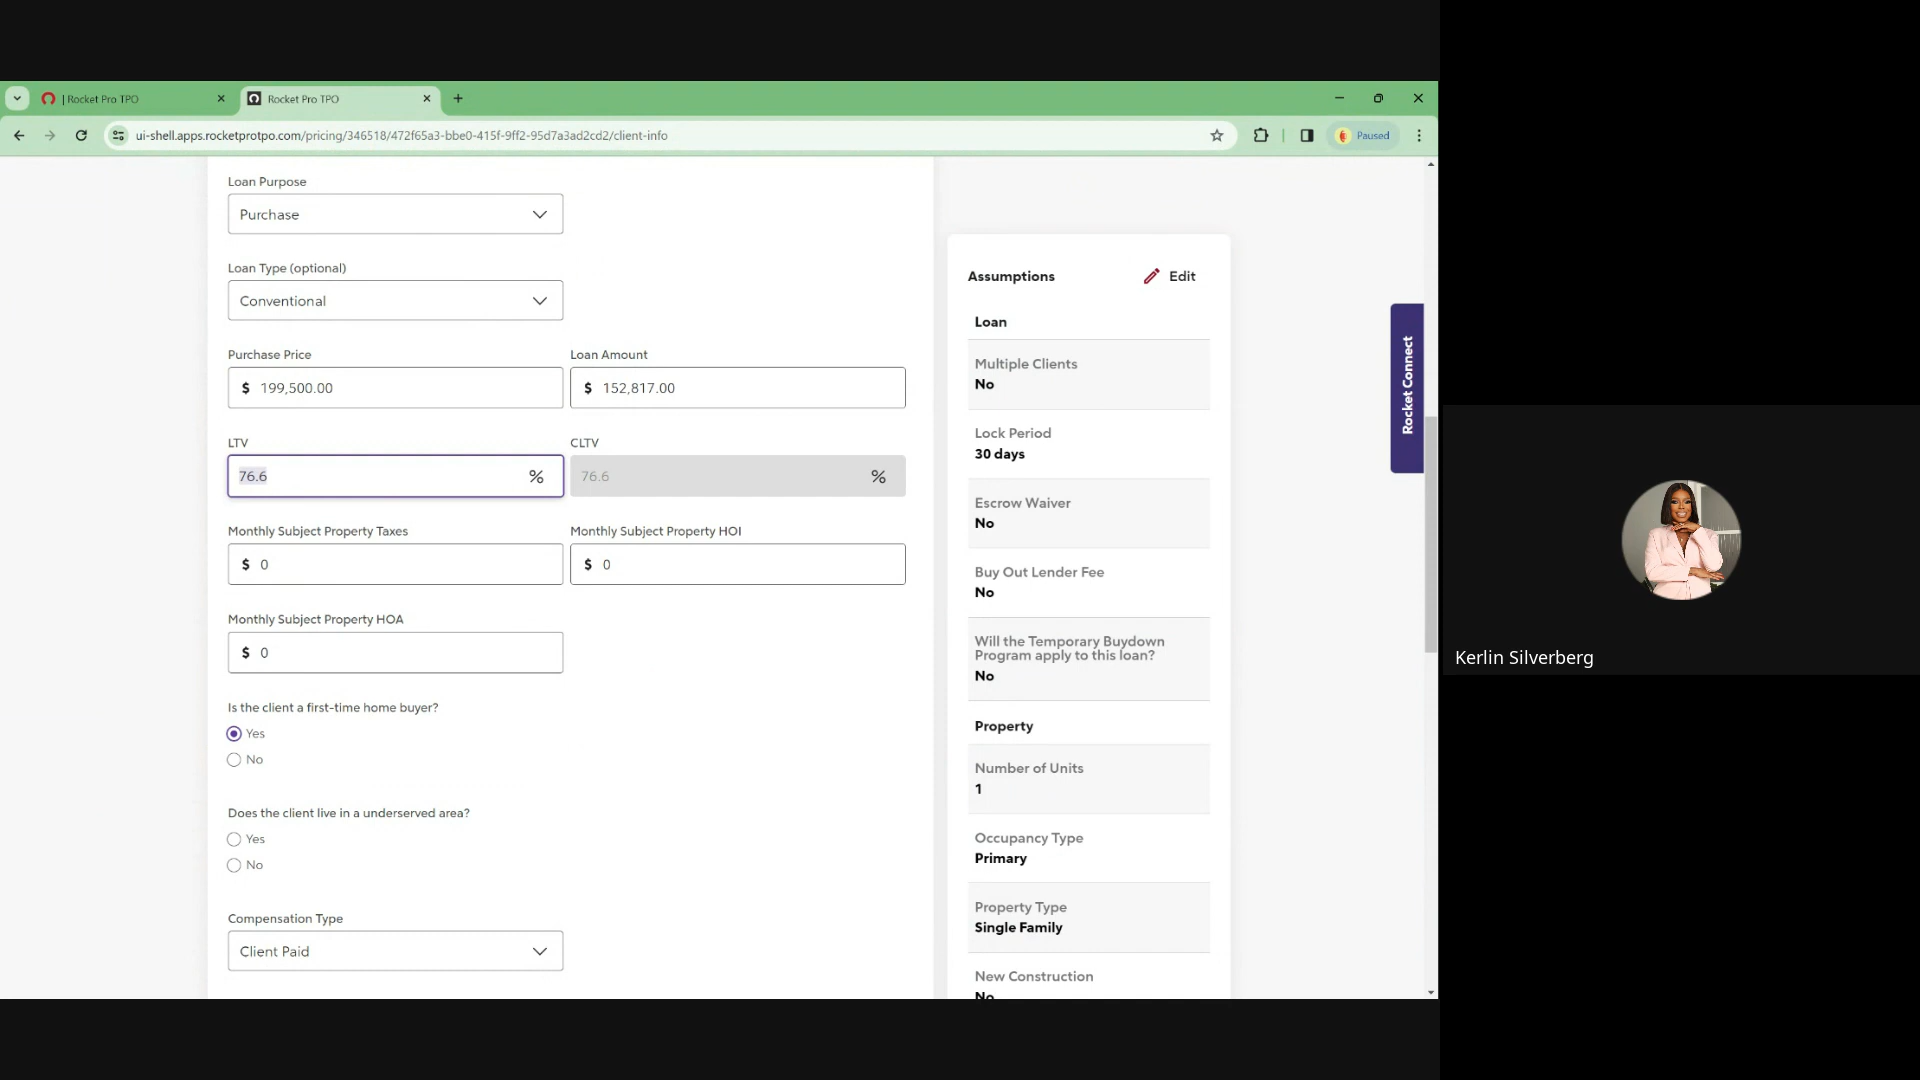 | Rocket Pro TPO
Rocket Pro TPO
ui-shell.apps.rocketprotpo.com/pricing/346518/472f65a3-bbe0-415f-9ff2-95d7a3ad2cd2/client-info
Paused
Loan Purpose
Purchase
Loan Type (optional)
Conventional
Purchase Price
Loan Amount
$ 199,500.00
$ 152,817.00
LTV
CLTV
76.6 %
76.6 %
Monthly Subject Property Taxes
Monthly Subject Property HOI
$ 0
$ 0
Monthly Subject Property HOA
$ 0
Is the client a first-time home buyer?
Yes
No
Does the client live in a underserved area?
Yes
No
Compensation Type
Client Paid
Assumptions
Edit
Loan
Multiple Clients
No
Lock Period
30 days
Escrow Waiver
No
Buy Out Lender Fee
No
Will the Temporary Buydown
Program apply to this loan?
No
Property
Number of Units
1
Occupancy Type
Primary
Property Type
Single Family
New Construction
No
Rocket Connect
Kerlin Silverberg